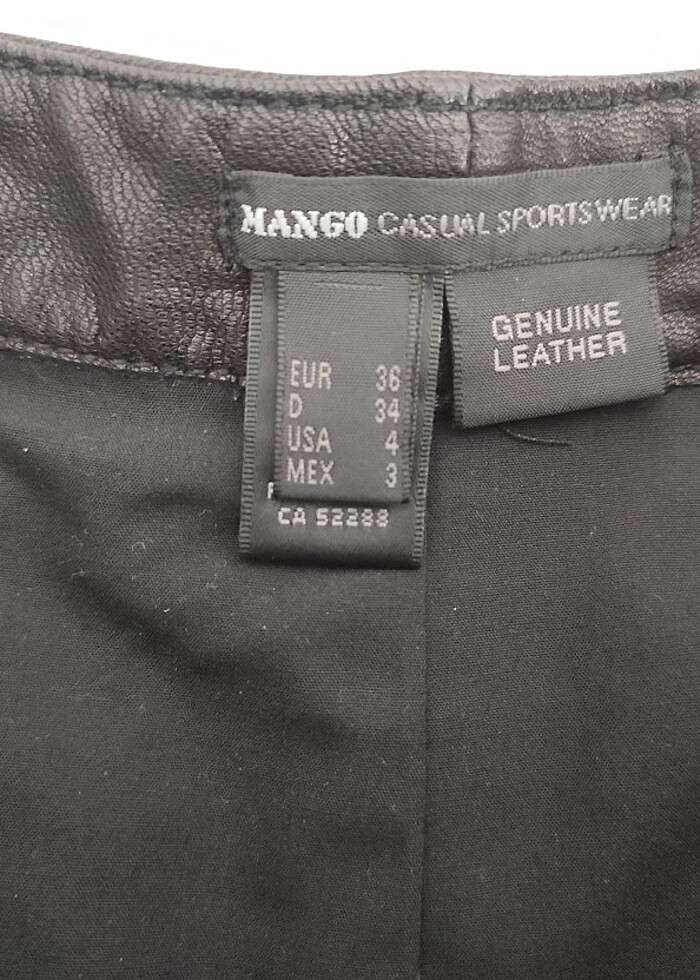 MANGO CASUAL SPORTSWEAR
GENUINE
LEATHER
EUR 36
D 34
USA 4
MEX 3
CA 52288